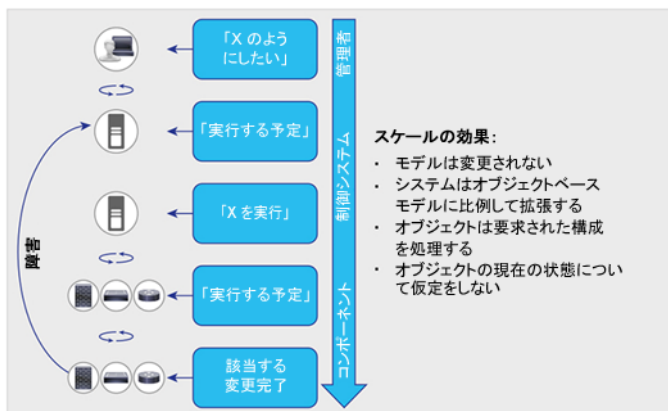 「X のよう
にしたい」
「実行する予定」
「X を実行」
「実行する予定」
該当する
変更完了
障害
管理者
制御システム
コンポーネント
スケールの効果:
・ モデルは変更されない
・ システムはオブジェクトベース
モデルに比例して拡張する
・ オブジェクトは要求された構成
を処理する
・ オブジェクトの現在の状態につい
て仮定をしない